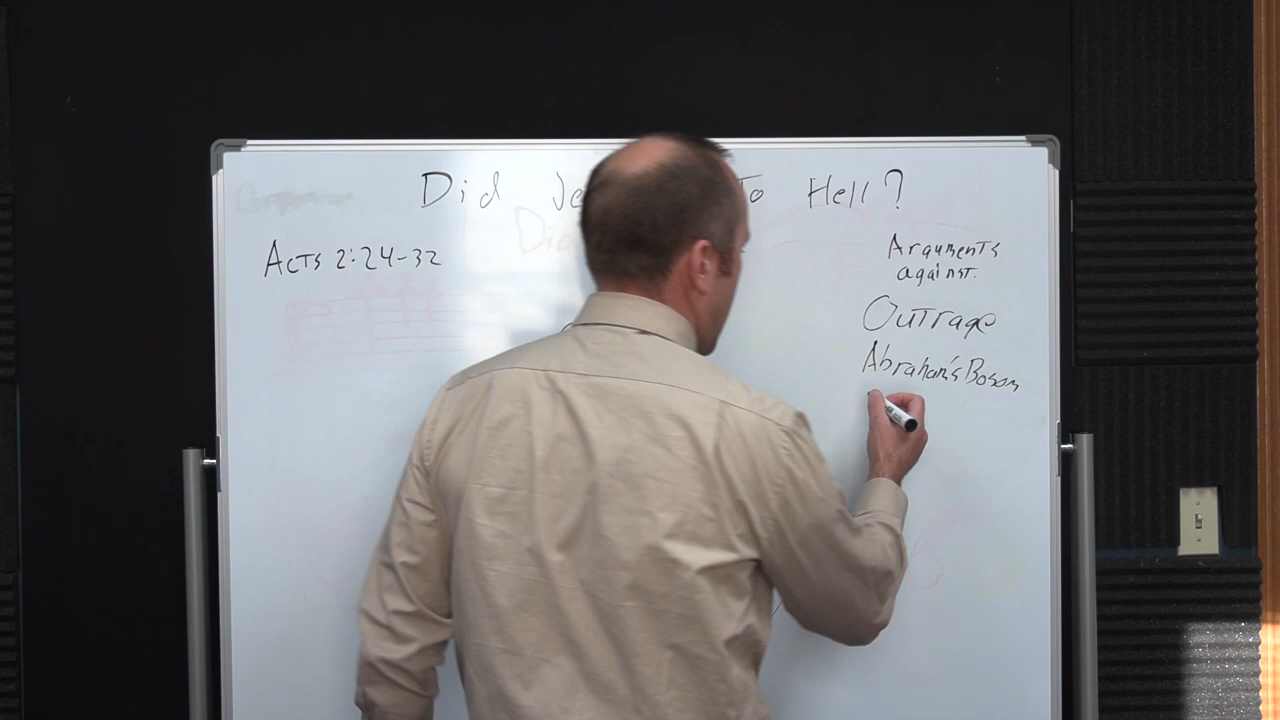 Did Je To Hell?
Acts 2:24-32
Arguments
against.
Outrage
Abraham's Bosom